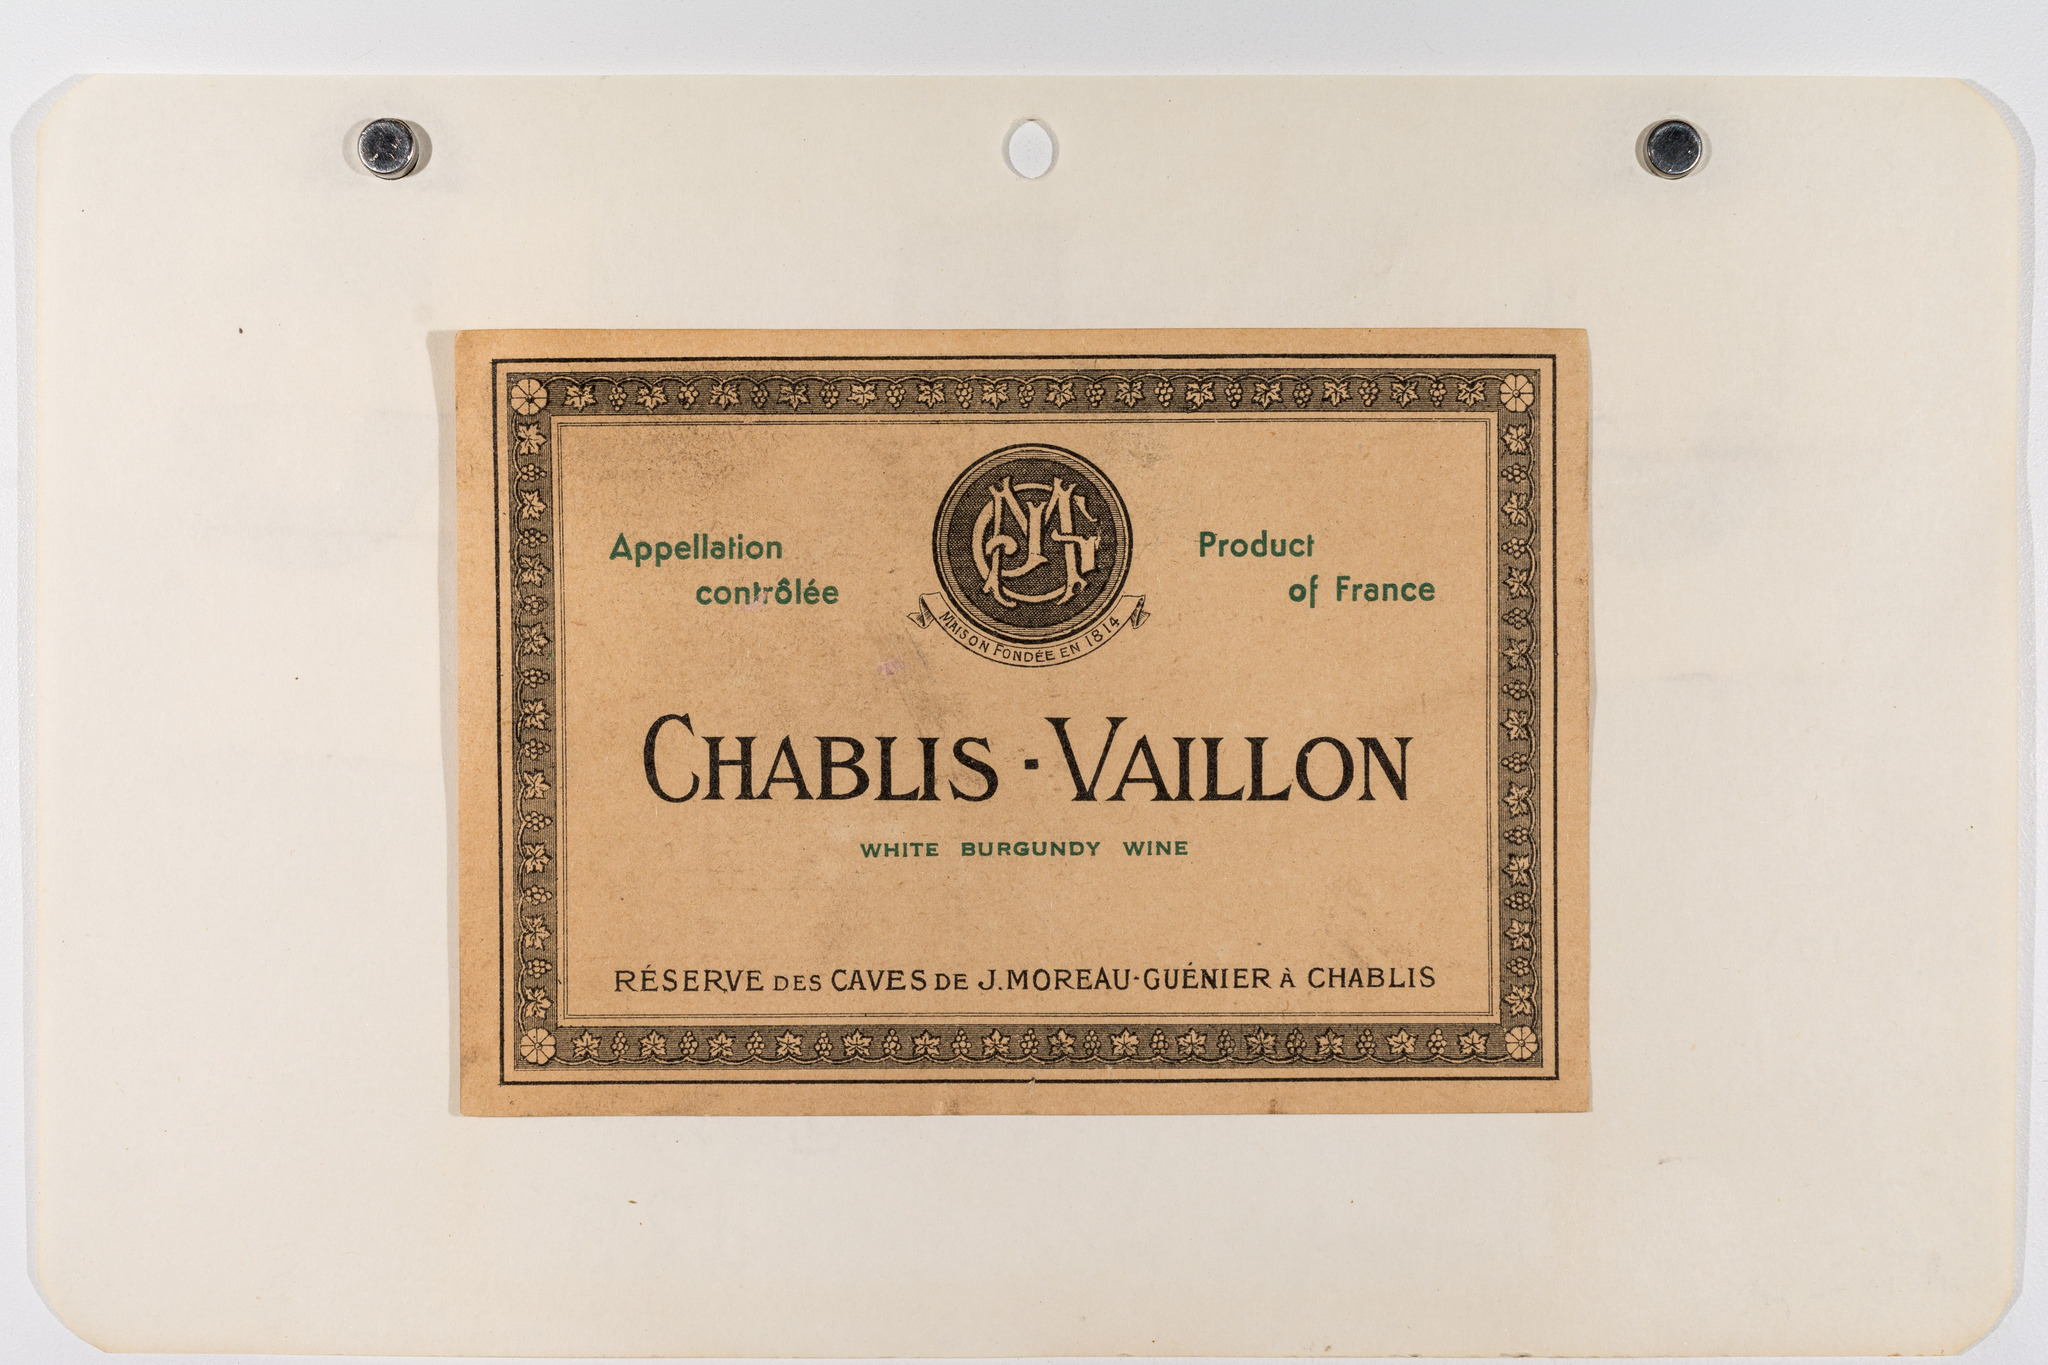 Appellation
contrôlée
JMG
MAISON FONDÉE EN 1814
Product
of France
CHABLIS - VAILLON
WHITE BURGUNDY WINE
RÉSERVE DES CAVES DE J. MOREAU-GUÉNIER À CHABLIS